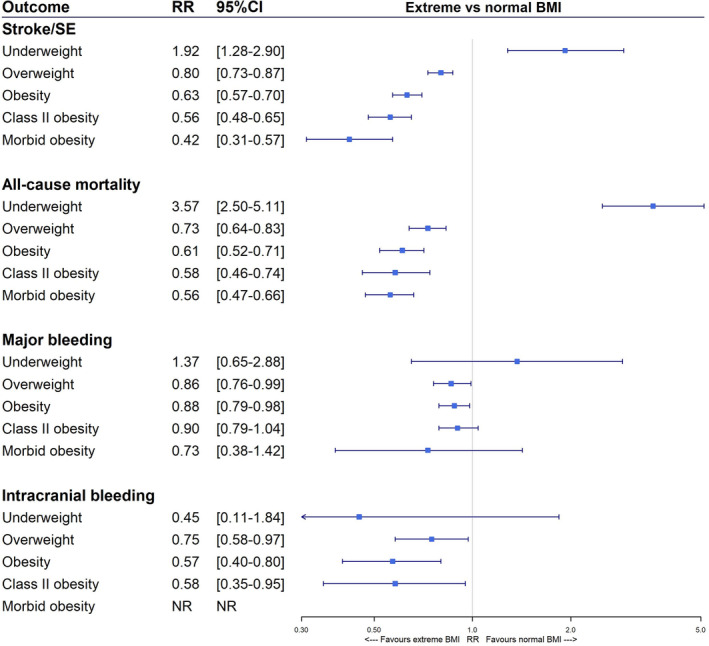 Outcome RR 95%CI Extreme vs normal BMI
Stroke/SE
Underweight 1.92 [1.28-2.90]
Overweight 0.80 [0.73-0.87]
Obesity 0.63 [0.57-0.70]
Class II obesity 0.56 [0.48-0.65]
Morbid obesity 0.42 [0.31-0.57]
All-cause mortality
Underweight 3.57 [2.50-5.11]
Overweight 0.73 [0.64-0.83]
Obesity 0.61 [0.52-0.71]
Class II obesity 0.58 [0.46-0.74]
Morbid obesity 0.56 [0.47-0.66]
Major bleeding
Underweight 1.37 [0.65-2.88]
Overweight 0.86 [0.76-0.99]
Obesity 0.88 [0.79-0.98]
Class II obesity 0.90 [0.79-1.04]
Morbid obesity 0.73 [0.38-1.42]
Intracranial bleeding
Underweight 0.45 [0.11-1.84]
Overweight 0.75 [0.58-0.97]
Obesity 0.57 [0.40-0.80]
Class II obesity 0.58 [0.35-0.95]
Morbid obesity NR NR
0.30 0.50 1.0 2.0 5.0
<--- Favours extreme BMI RR Favours normal BMI --->